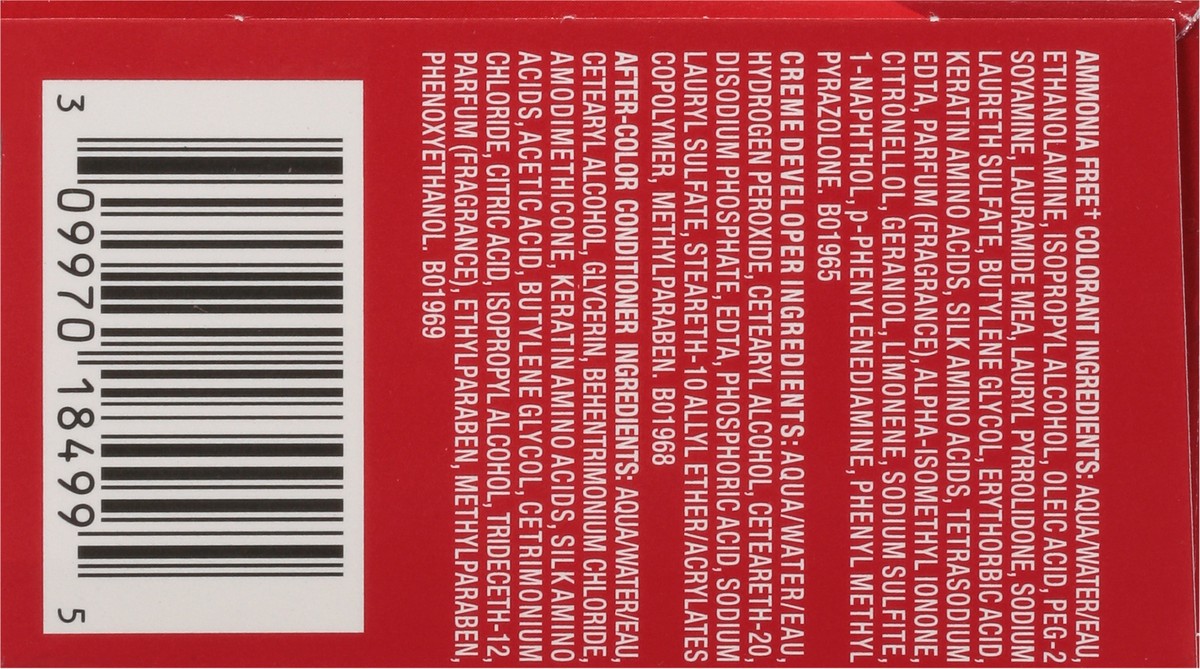 AMMONIA FREE† COLORANT INGREDIENTS: AQUA/WATER/EAU,
ETHANOLAMINE, ISOPROPYL ALCOHOL, OLEIC ACID, PEG-2
SOYAMINE, LAURAMIDE MEA, LAURYL PYRROLIDONE, SODIUM
LAURETH SULFATE, BUTYLENE GLYCOL, ERYTHORBIC ACID,
KERATIN AMINO ACIDS, SILK AMINO ACIDS, TETRASODIUM
EDTA, PARFUM (FRAGRANCE), ALPHA-ISOMETHYL IONONE,
CITRONELLOL, GERANIOL, LIMONENE, SODIUM SULFITE,
1-NAPHTHOL, p-PHENYLENEDIAMINE, PHENYL METHYL
PYRAZOLONE. B01965
CREME DEVELOPER INGREDIENTS: AQUA/WATER/EAU,
HYDROGEN PEROXIDE, CETEARYL ALCOHOL, CETEARETH-20,
DISODIUM PHOSPHATE, EDTA, PHOSPHORIC ACID, SODIUM
LAURYL SULFATE, STEARETH-10 ALLYL ETHER/ACRYLATES
COPOLYMER, METHYLPARABEN. B01968
AFTER-COLOR CONDITIONER INGREDIENTS: AQUA/WATER/EAU,
CETEARYL ALCOHOL, GLYCERIN, BEHENTRIMONIUM CHLORIDE,
AMODIMETHICONE, KERATIN AMINO ACIDS, SILK AMINO
ACIDS, ACETIC ACID, BUTYLENE GLYCOL, CETRIMONIUM
CHLORIDE, CITRIC ACID, ISOPROPYL ALCOHOL, TRIDECETH-12,
PARFUM (FRAGRANCE), ETHYLPARABEN, METHYLPARABEN,
PHENOXYETHANOL. B01969
3 09970 18499 5